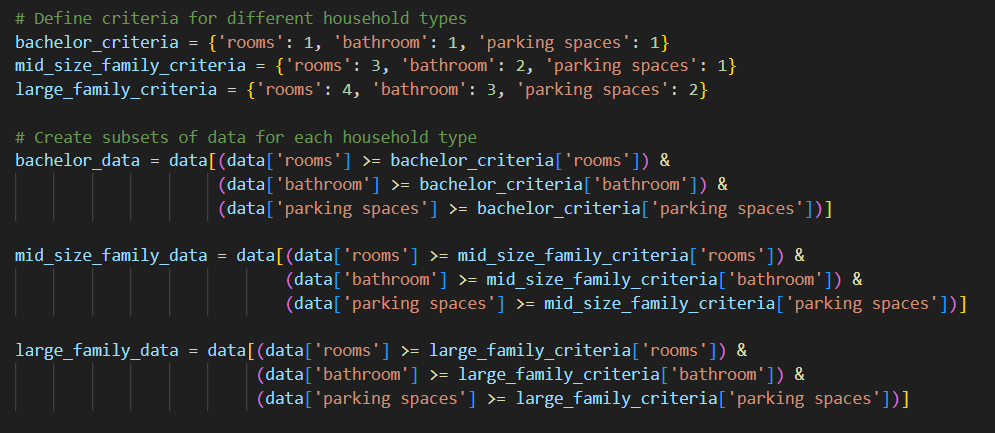 # Define criteria for different household types
bachelor_criteria = {'rooms': 1, 'bathroom': 1, 'parking spaces': 1}
mid_size_family_criteria = {'rooms': 3, 'bathroom': 2, 'parking spaces': 1}
large_family_criteria = {'rooms': 4, 'bathroom': 3, 'parking spaces': 2}

# Create subsets of data for each household type
bachelor_data = data[(data['rooms'] >= bachelor_criteria['rooms']) &
                     (data['bathroom'] >= bachelor_criteria['bathroom']) &
                     (data['parking spaces'] >= bachelor_criteria['parking spaces'])]

mid_size_family_data = data[(data['rooms'] >= mid_size_family_criteria['rooms']) &
                            (data['bathroom'] >= mid_size_family_criteria['bathroom']) &
                            (data['parking spaces'] >= mid_size_family_criteria['parking spaces'])]

large_family_data = data[(data['rooms'] >= large_family_criteria['rooms']) &
                         (data['bathroom'] >= large_family_criteria['bathroom']) &
                         (data['parking spaces'] >= large_family_criteria['parking spaces'])]